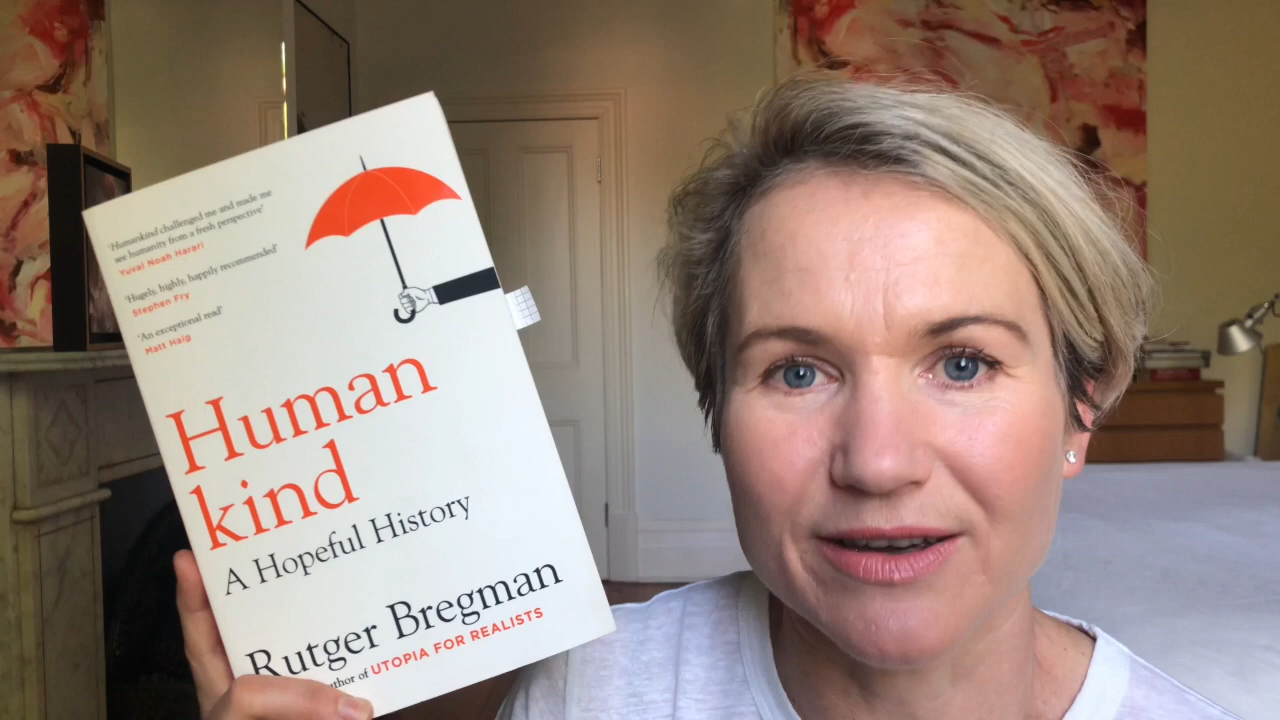 'Humankind challenged me and made me
see humanity from a fresh perspective'
Yuval Noah Harari
'Hugely, highly, happily recommended'
Stephen Fry
'An exceptional read'
Matt Haig
Human
kind
A Hopeful History
Rutger Bregman
of UTOPIA FOR REALISTS